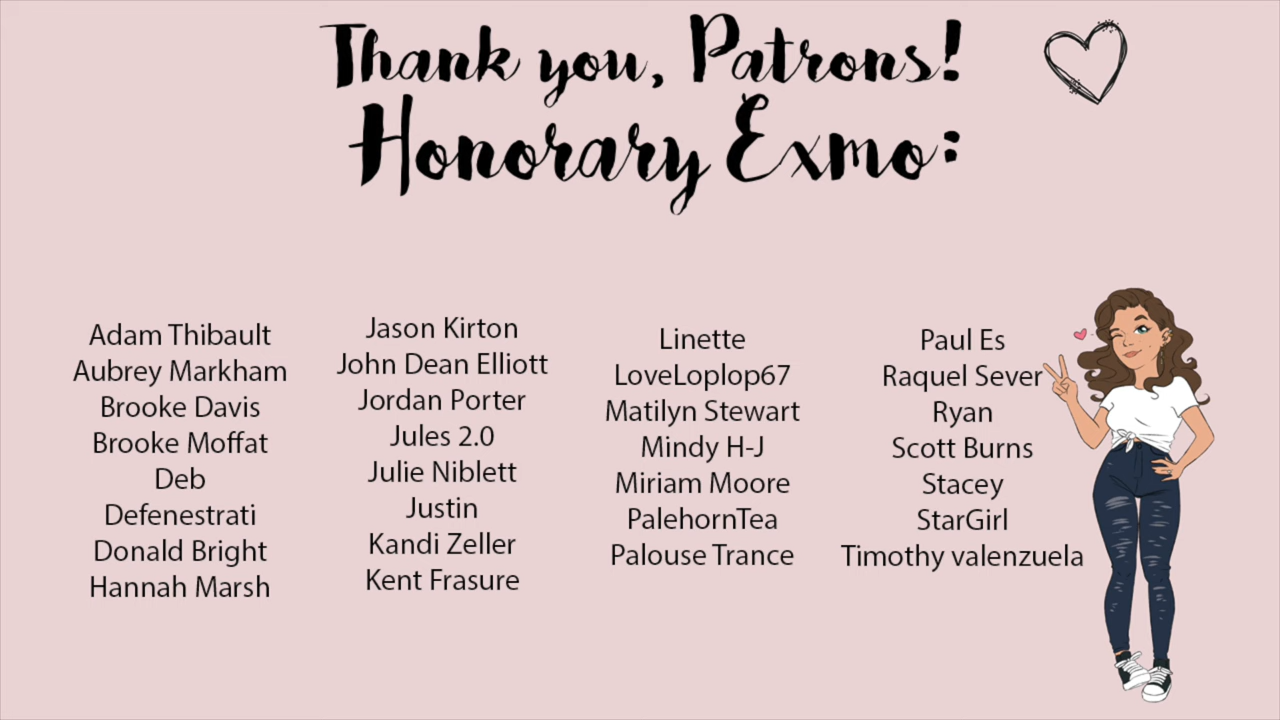 Thank you, Patrons!
Honorary Exmo:
Adam Thibault
Aubrey Markham
Brooke Davis
Brooke Moffat
Deb
Defenestrati
Donald Bright
Hannah Marsh
Jason Kirton
John Dean Elliott
Jordan Porter
Jules 2.0
Julie Niblett
Justin
Kandi Zeller
Kent Frasure
Linette
LoveLoplop67
Matilyn Stewart
Mindy H-J
Miriam Moore
PalehornTea
Palouse Trance
Paul Es
Raquel Sever
Ryan
Scott Burns
Stacey
StarGirl
Timothy valenzuela